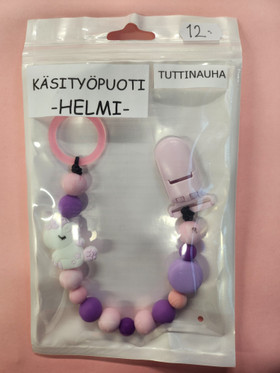 12.-
KÄSITYÖPUOTI
-HELMI-
TUTTINAUHA